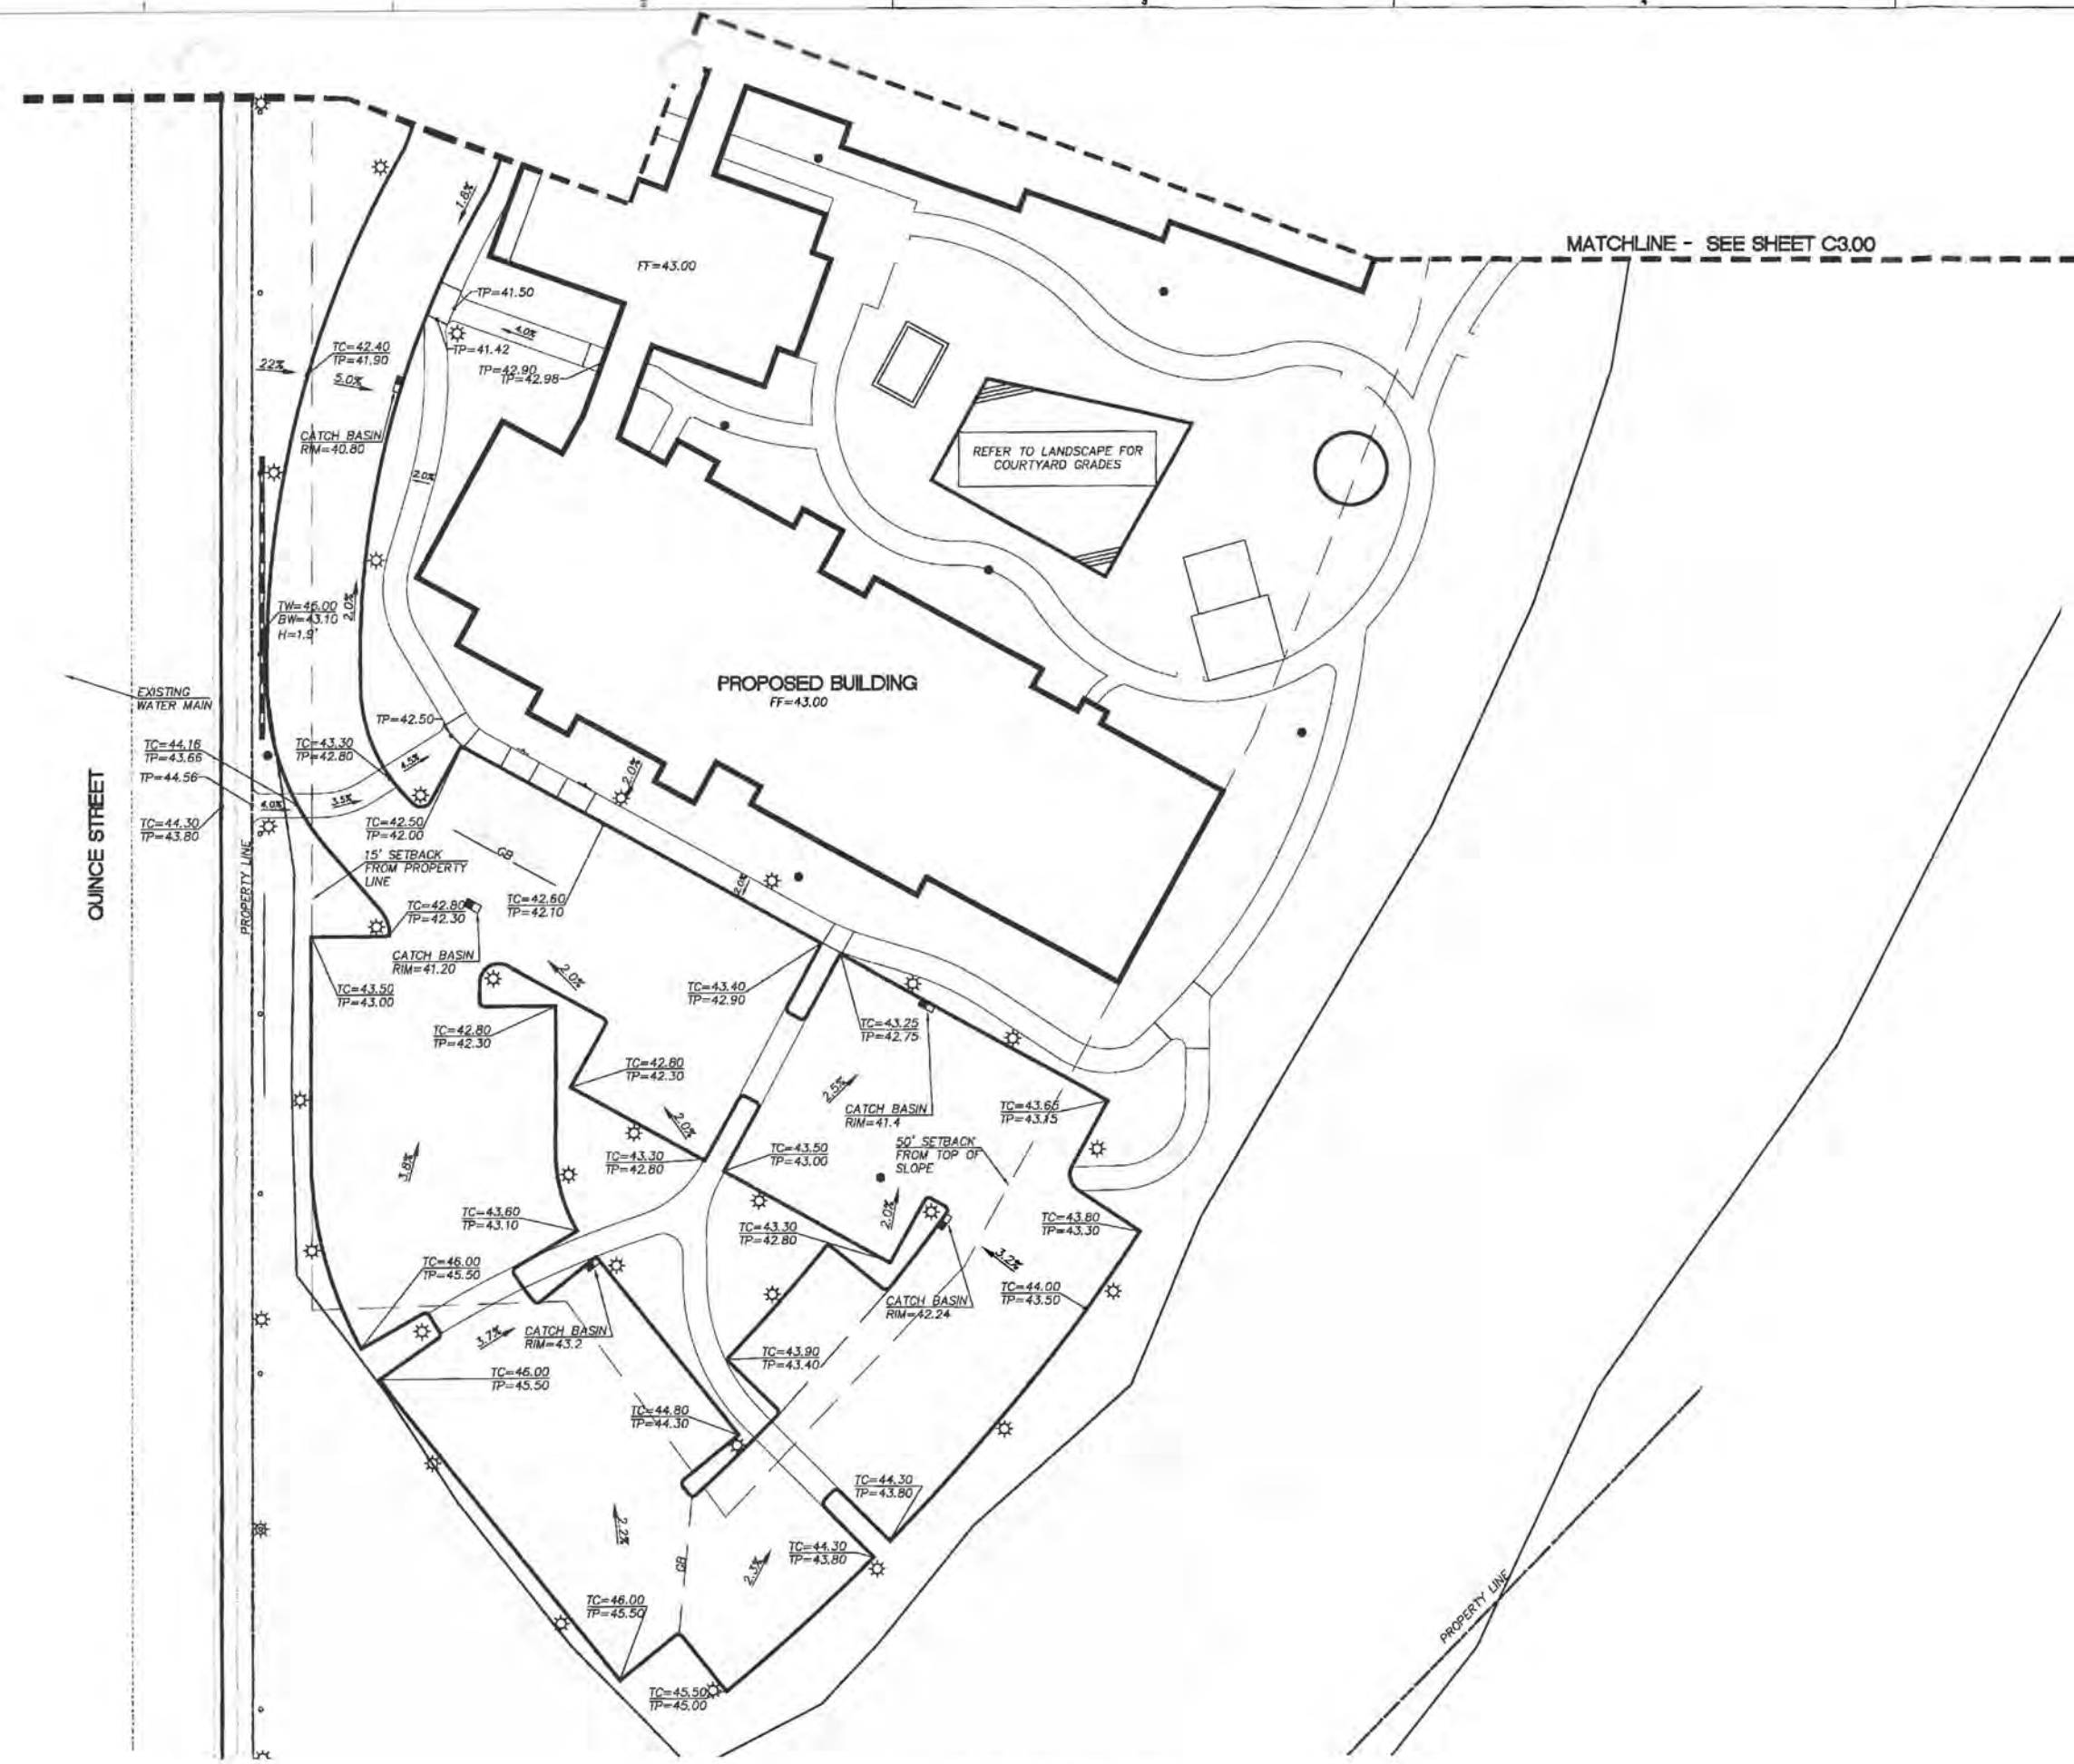 MATCHLINE - SEE SHEET C3.00
1.8%
FF=43.00
TP=41.50
4.0%
TP=41.42
TP=42.90
TP=42.98
TC=42.40
TP=41.90
22%
5.0%
CATCH BASIN
RIM=40.80
2.0%
REFER TO LANDSCAPE FOR
COURTYARD GRADES
2.0%
BW=43.10
H=1.9'
PROPOSED BUILDING
FF=43.00
EXISTING
WATER MAIN
TP=42.50
TC=44.16
TP=43.66
TC=43.30
TP=42.80
4.5%
2.0%
TP=44.56
4.0%
3.5%
TC=44.30
TP=43.80
TC=42.50
TP=42.00
QUINCE STREET
PROPERTY LINE
15' SETBACK
FROM PROPERTY
LINE
GB
2.0%
TC=42.60
TP=42.10
TC=42.80
TP=42.30
CATCH BASIN
RIM=41.20
2.0%
TC=43.50
TP=43.00
TC=43.40
TP=42.90
TC=42.80
TP=42.30
TC=43.25
TP=42.75
TC=42.80
TP=42.30
2.5%
CATCH BASIN
RIM=41.4
TC=43.65
TP=43.15
2.0%
50' SETBACK
FROM TOP OF
SLOPE
TC=43.30
TP=42.80
TC=43.50
TP=43.00
3.8%
TC=43.60
TP=43.10
2.0%
TC=43.30
TP=42.80
TC=43.80
TP=43.30
3.2%
TC=46.00
TP=45.50
TC=44.00
TP=43.50
CATCH BASIN
RIM=42.24
3.7%
CATCH BASIN
RIM=43.2
TC=43.90
TP=43.40
TC=46.00
TP=45.50
TC=44.80
TP=44.30
TC=44.30
TP=43.80
2.2%
GB
2.3%
TC=44.30
TP=43.80
TC=46.00
TP=45.50
PROPERTY LINE
TC=45.50
TP=45.00